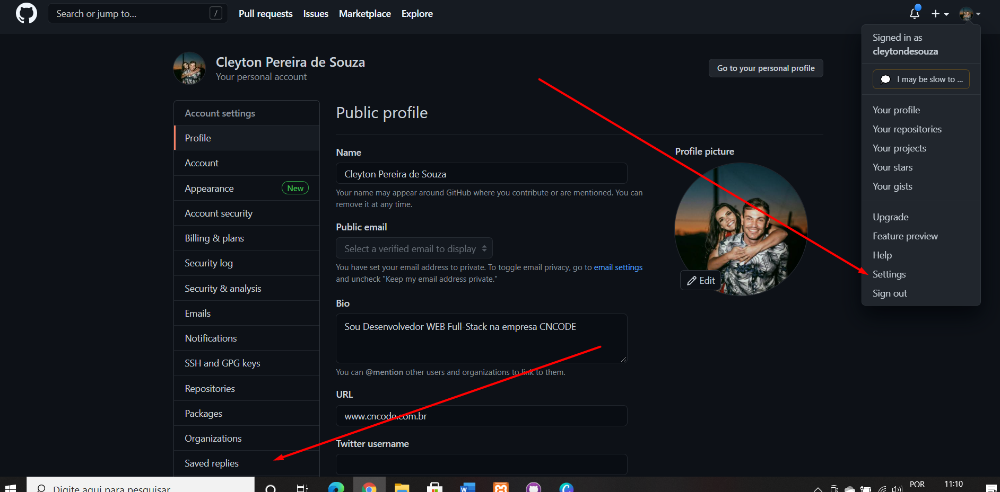 Search or jump to...
/
Pull requests
Issues
Marketplace
Explore
Signed in as
cleytondesouza
I may be slow to ...
Your profile
Your repositories
Your projects
Your stars
Your gists
Upgrade
Feature preview
Help
Settings
Sign out
Cleyton Pereira de Souza
Your personal account
Go to your personal profile
Account settings
Profile
Account
Appearance
New
Account security
Billing & plans
Security log
Security & analysis
Emails
Notifications
SSH and GPG keys
Repositories
Packages
Organizations
Saved replies
Public profile
Name
Cleyton Pereira de Souza
Your name may appear around GitHub where you contribute or are mentioned. You can
remove it at any time.
Public email
Select a verified email to display
You have set your email address to private. To toggle email privacy, go to email settings
and uncheck "Keep my email address private."
Bio
Sou Desenvolvedor WEB Full-Stack na empresa CNCODE
You can @mention other users and organizations to link to them.
URL
www.cncode.com.br
Twitter username
Profile picture
Edit
Digite aqui para pesquisar
POR
11:10